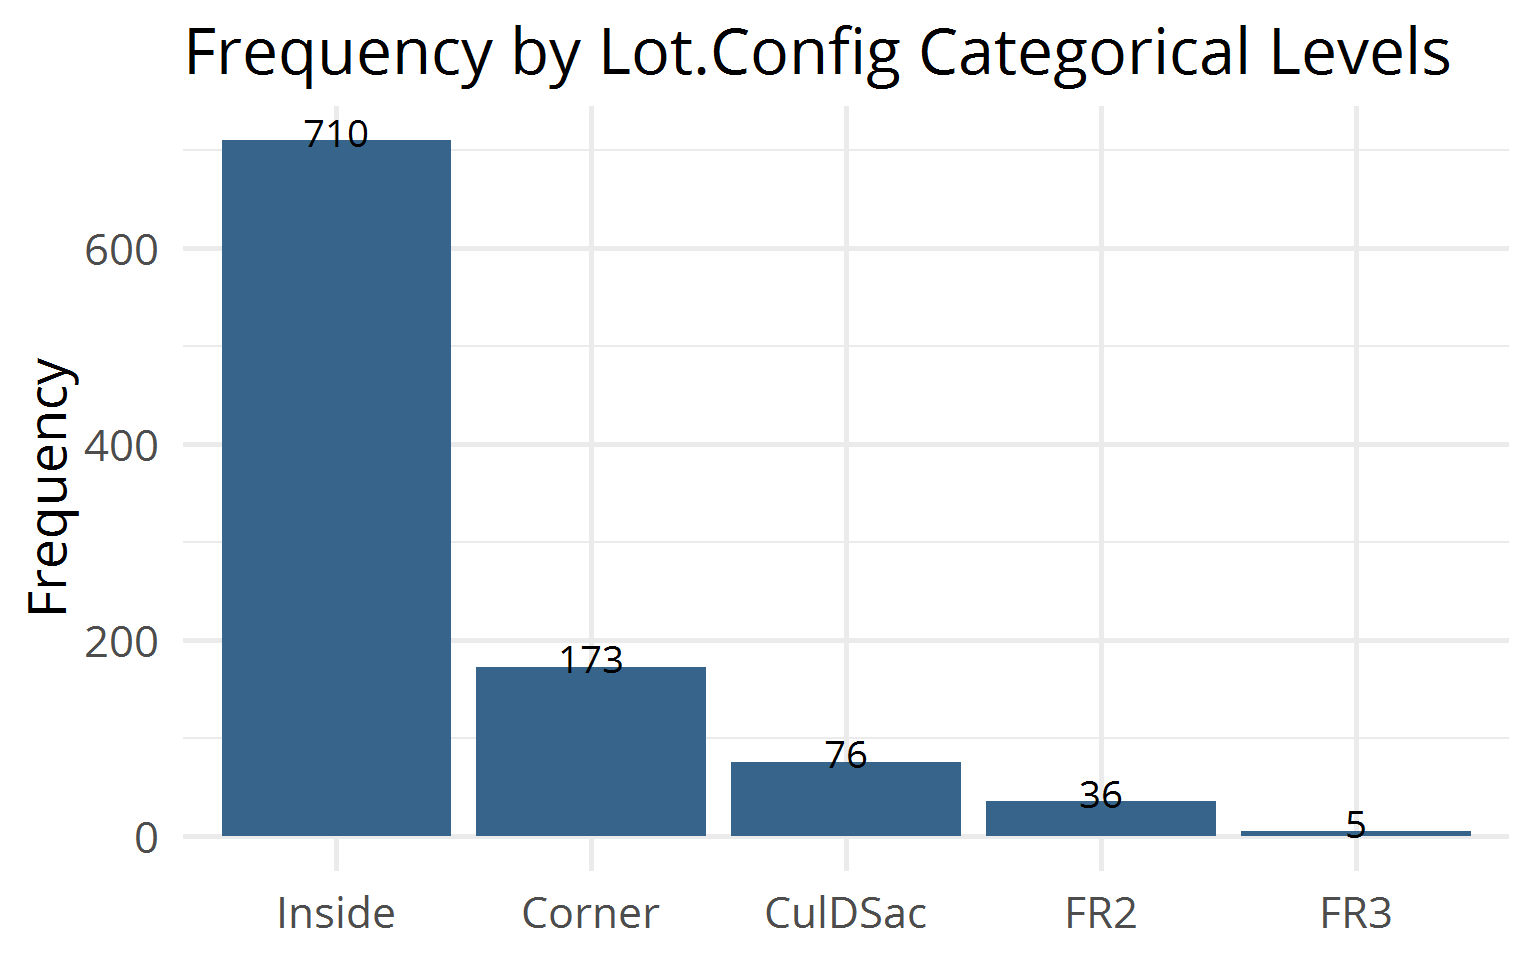 Frequency by Lot.Config Categorical Levels
Frequency
600
400
200
0
710
173
76
36
5
Inside
Corner
CulDSac
FR2
FR3